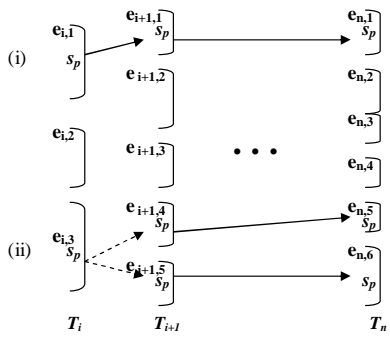 e_{i,1} e_{i+1,1} e_{n,1}
(i) s_p s_p s_p
e_{i+1,2} e_{n,2}
e_{n,3}
e_{i,2} e_{i+1,3} • • •
e_{n,4}
e_{i+1,4} e_{n,5}
e_{i,3} s_p s_p
(ii) s_p e_{i+1,5} e_{n,6}
s_p s_p
T_i T_{i+1} T_n